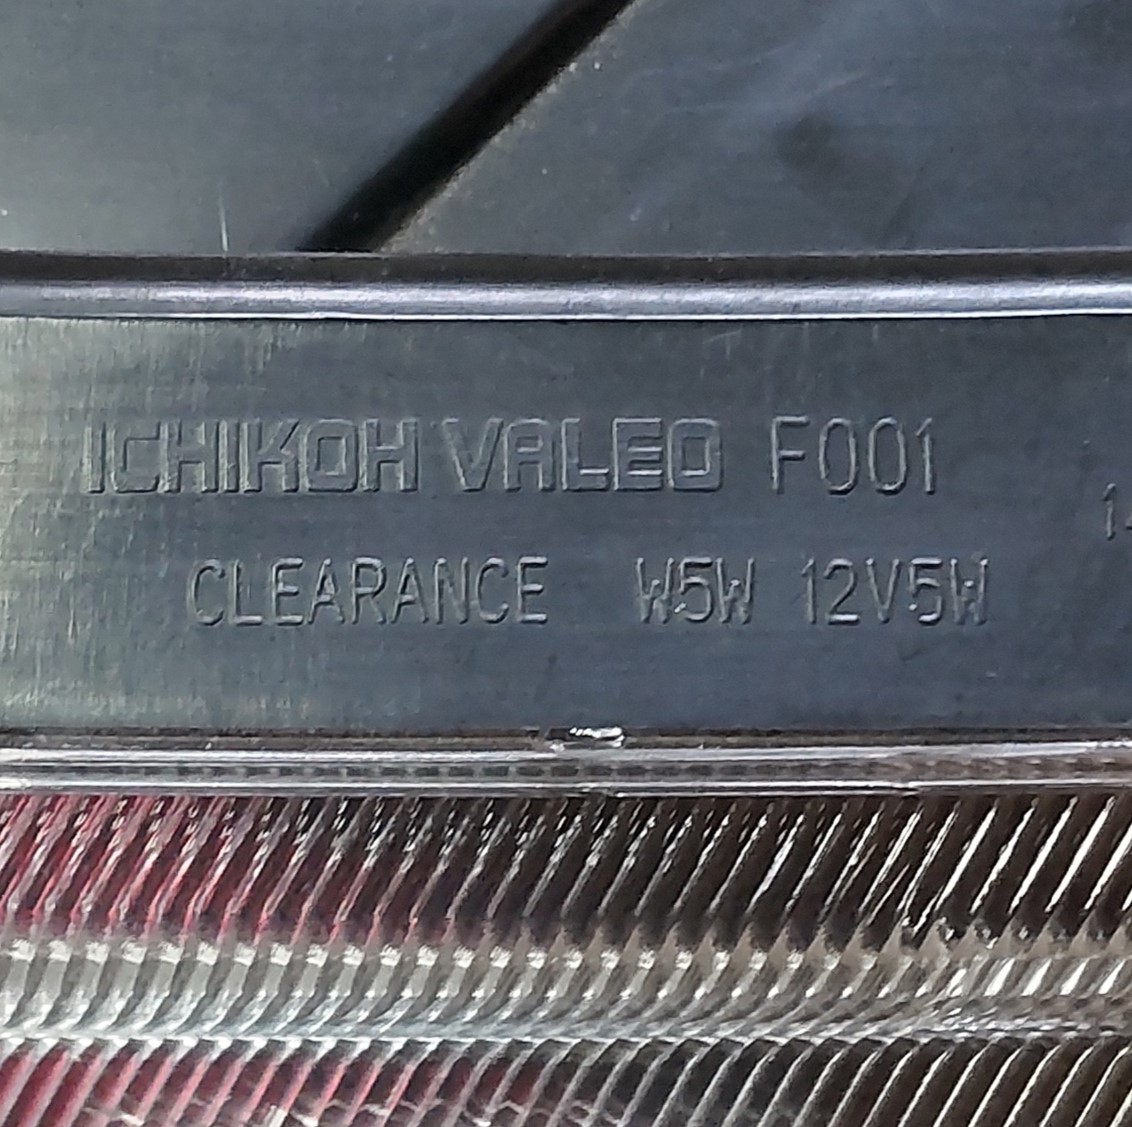 ICHIKOH VALEO F001
CLEARANCE W5W 12V5W